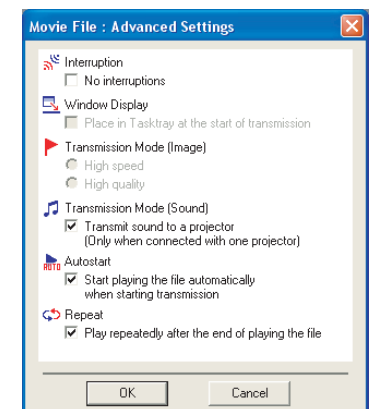 Movie File : Advanced Settings
Interruption
No interruptions
Window Display
Place in Tasktray at the start of transmission
Transmission Mode (Image)
High speed
High quality
Transmission Mode (Sound)
Transmit sound to a projector
(Only when connected with one projector)
AUTO Autostart
Start playing the file automatically
when starting transmission
Repeat
Play repeatedly after the end of playing the file
OK Cancel